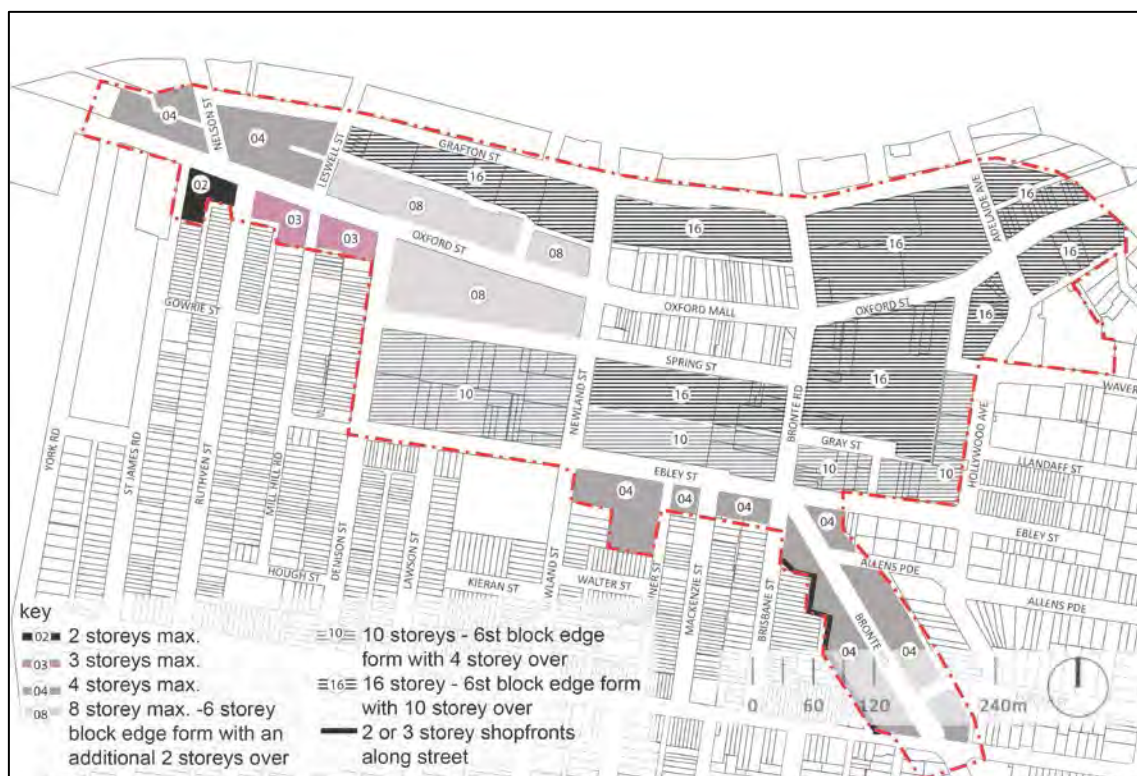 NELSON ST
04
04
LESWELL ST
GRAFTON ST
16
16
16
16
16
ADELAIDE AVE
02
03
03
08
08
OXFORD ST
08
OXFORD MALL
OXFORD ST
16
GOWRIE ST
SPRING ST
16
16
10
NEWLAND ST
BRONTE RD
10
GRAY ST
10
10
HOLLYWOOD AVE
WAVER
LLANDAFF ST
EBLEY ST
EBLEY ST
04
04
04
04
YORK RD
ST JAMES RD
RUTHVEN ST
MILL HILL RD
DENISON ST
LAWSON ST
HOUGH ST
KIERAN ST
WLAND ST
WALTER ST
NER ST
MACKENZIE ST
BRISBANE ST
ALLENS PDE
ALLENS PDE
BRONTE
04
04
key
02 2 storeys max.
03 3 storeys max.
04 4 storeys max.
08 8 storey max. -6 storey
block edge form with an
additional 2 storeys over
10 10 storeys - 6st block edge
form with 4 storey over
16 16 storey - 6st block edge form
with 10 storey over
2 or 3 storey shopfronts
along street
0 60 120 240m